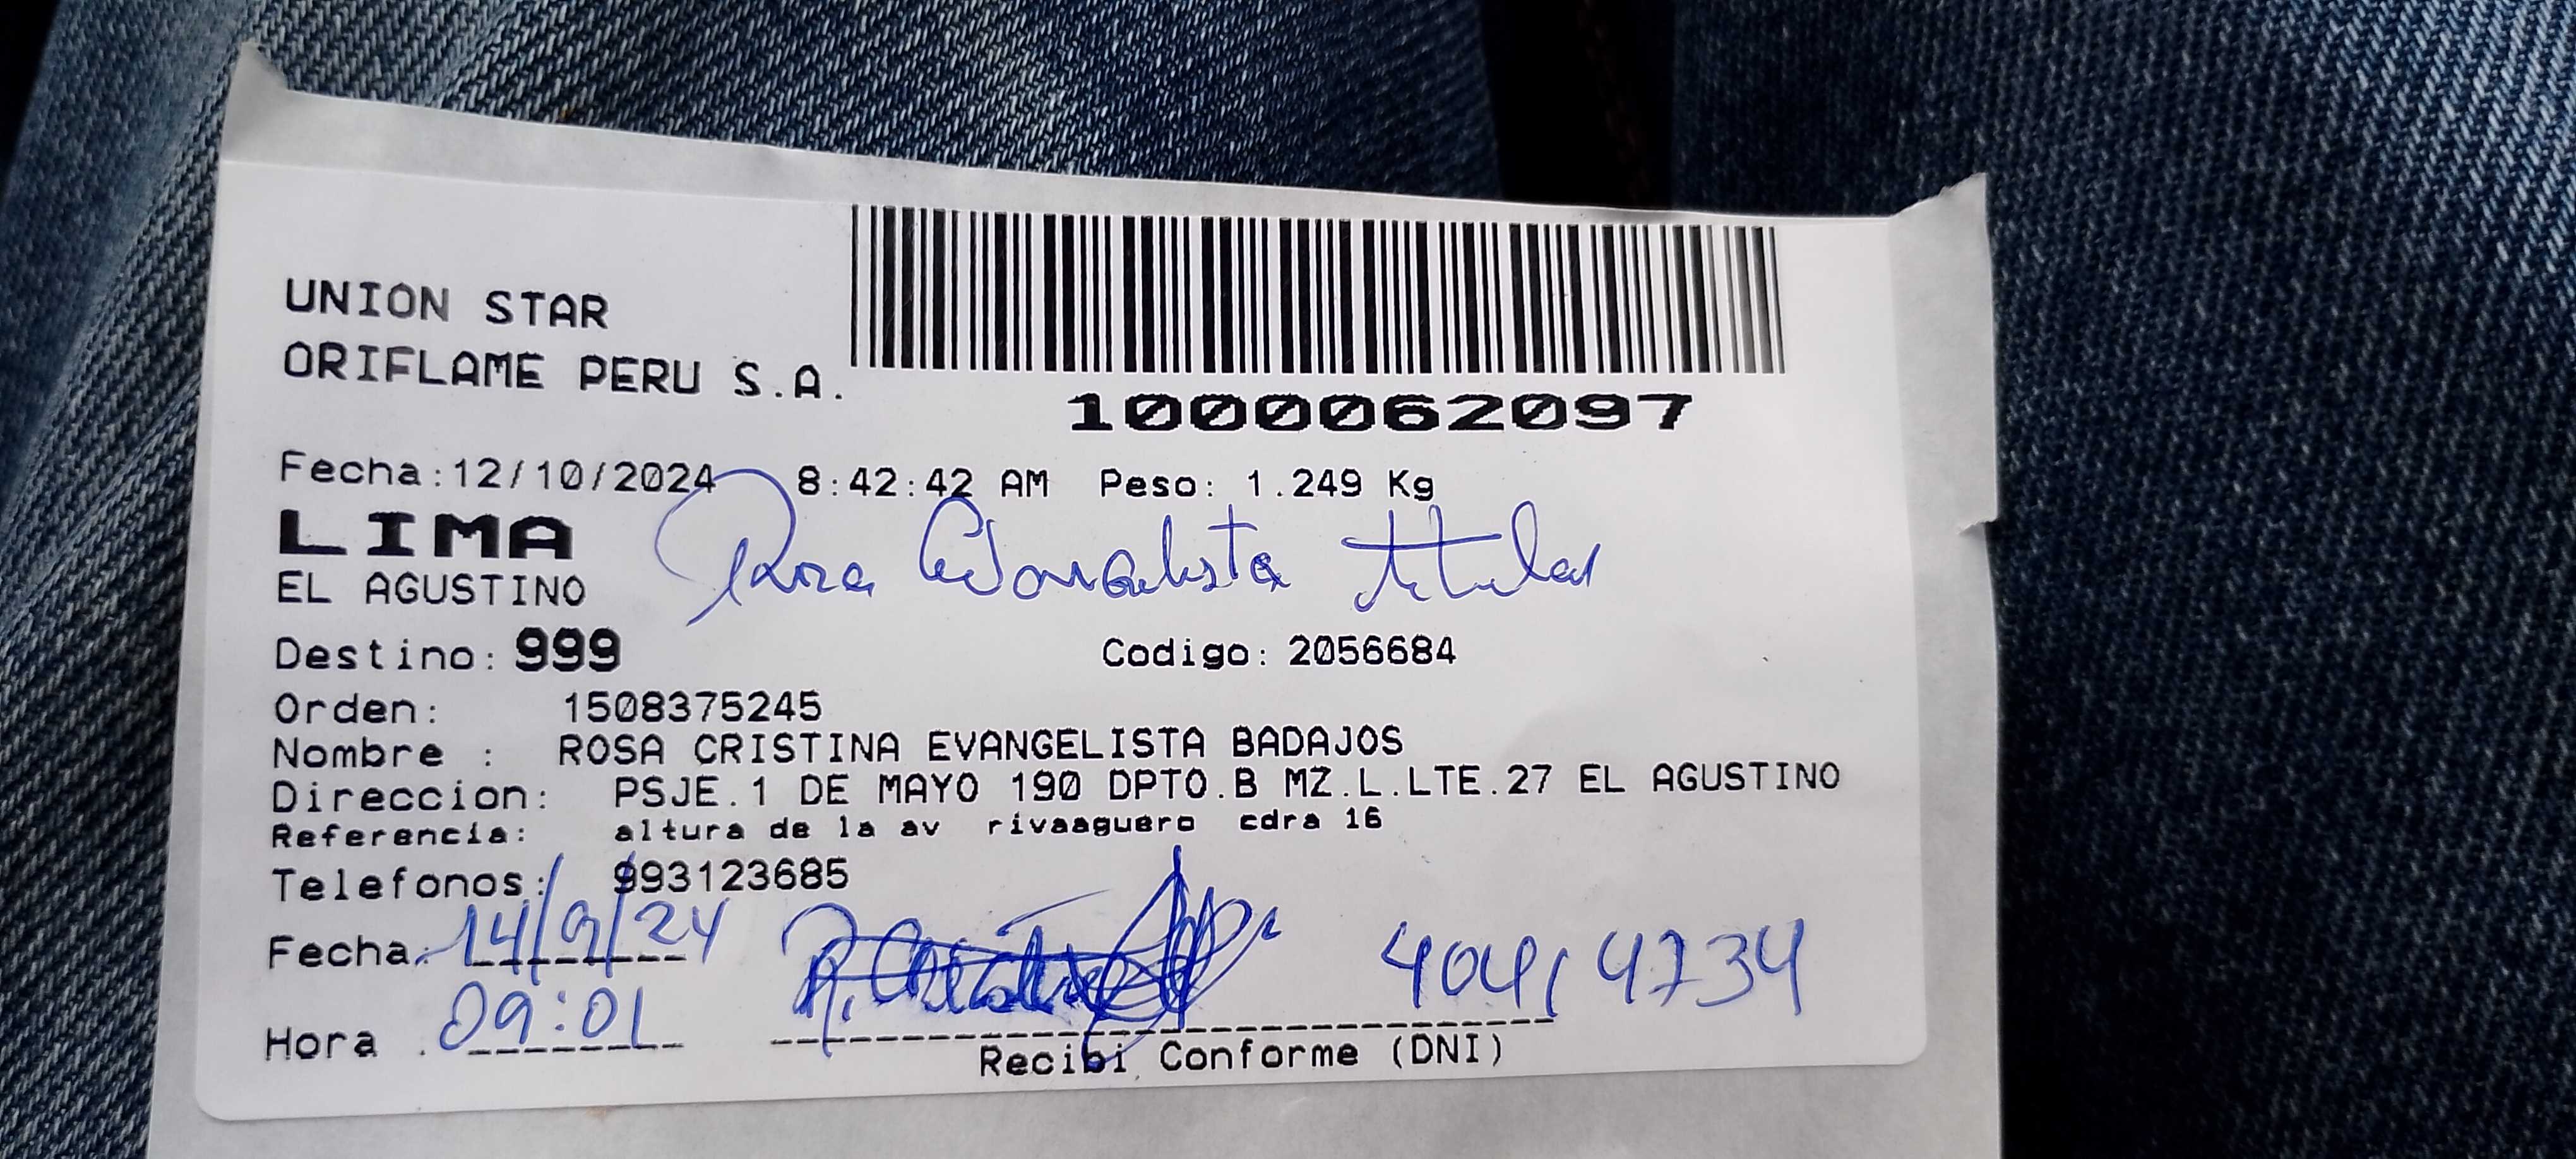 UNION STAR
ORIFLAME PERU S.A.
1000062097
Fecha:12/10/2024 8:42:42 AM Peso: 1.249 Kg
LIMA
Rosa Evangelista titular
EL AGUSTINO
Destino: 999 Codigo: 2056684
Orden: 1508375245
Nombre : ROSA CRISTINA EVANGELISTA BADAJOS
Direccion: PSJE.1 DE MAYO 190 DPTO.B MZ.L.LTE.27 EL AGUSTINO
Referencia: altura de la av rivaaguero cdra 16
Telefonos: 993123685
Fecha: 14/9/24
Hora : 09:01
Recibi Conforme (DNI)